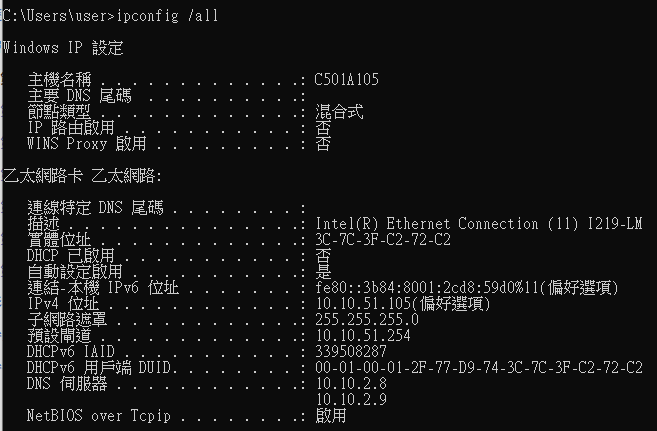 C:\Users\user>ipconfig /all
Windows IP 設定
主機名稱 . . . . . . . . . . . . . . .: C501A105
主要 DNS 尾碼 . . . . . . . . . . . .:
節點類型 . . . . . . . . . . . . . . .: 混合式
IP 路由啟用 . . . . . . . . . . . . .: 否
WINS Proxy 啟用 . . . . . . . . . . .: 否
乙太網路卡 乙太網路:
連線特定 DNS 尾碼 . . . . . . . . :
描述 . . . . . . . . . . . . . . . .: Intel(R) Ethernet Connection (11) I219-LM
實體位址 . . . . . . . . . . . . . .: 3C-7C-3F-C2-72-C2
DHCP 已啟用 . . . . . . . . . . . . : 否
自動設定啟用 . . . . . . . . . . . .: 是
連結-本機 IPv6 位址 . . . . . . . : fe80::3b84:8001:2cd8:59d0%11(偏好選項)
IPv4 位址 . . . . . . . . . . . . . : 10.10.51.105(偏好選項)
子網路遮罩 . . . . . . . . . . . . .: 255.255.255.0
預設閘道 . . . . . . . . . . . . . .: 10.10.51.254
DHCPv6 IAID . . . . . . . . . . . . : 339508287
DHCPv6 用戶端 DUID. . . . . . . . : 00-01-00-01-2F-77-D9-74-3C-7C-3F-C2-72-C2
DNS 伺服器 . . . . . . . . . . . . .: 10.10.2.8
10.10.2.9
NetBIOS over Tcpip . . . . . . . . : 啟用